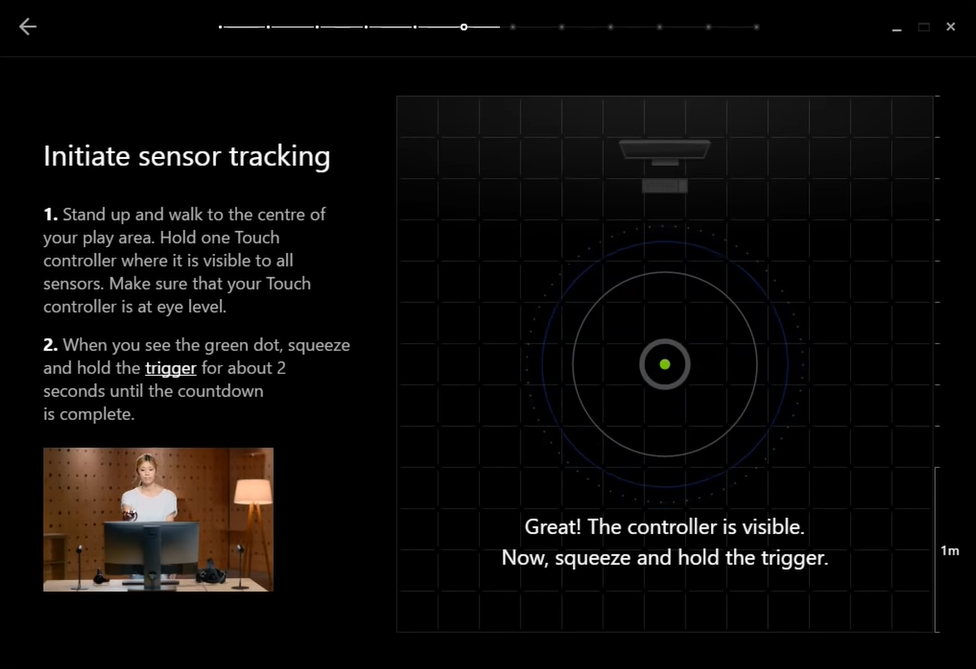 Initiate sensor tracking
1. Stand up and walk to the centre of
your play area. Hold one Touch
controller where it is visible to all
sensors. Make sure that your Touch
controller is at eye level.
2. When you see the green dot, squeeze
and hold the trigger for about 2
seconds until the countdown
is complete.
Great! The controller is visible.
Now, squeeze and hold the trigger.
1m